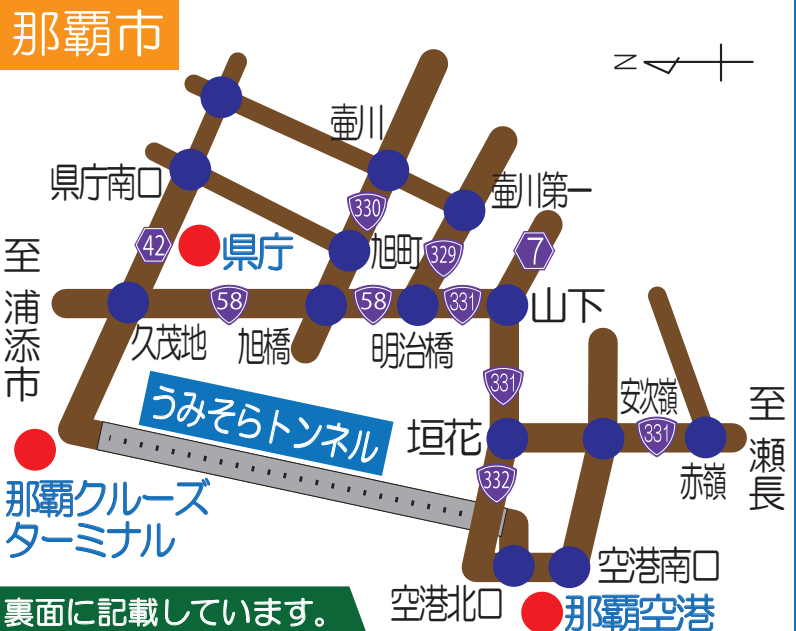 那覇市
N
壷川
県庁南口
壷川第一
330
42
県庁
旭町
329
7
至浦添市
58
58
331
山下
久茂地
旭橋
明治橋
うみそらトンネル
331
安次嶺
至瀬長
垣花
331
332
赤嶺
那覇クルーズ
ターミナル
空港南口
空港北口
那覇空港
裏面に記載しています。